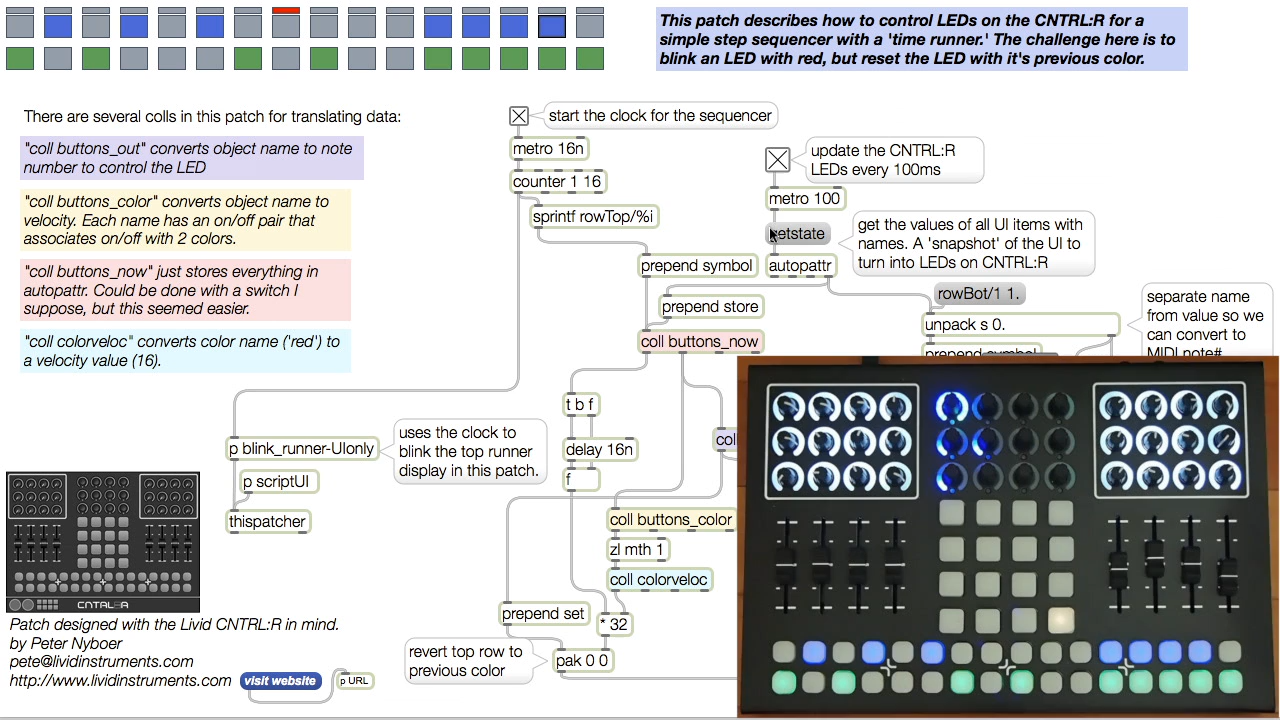 This patch describes how to control LEDs on the CNTRL:R for a
simple step sequencer with a 'time runner.' The challenge here is to
blink an LED with red, but reset the LED with it's previous color.
There are several colls in this patch for translating data:
"coll buttons_out" converts object name to note
number to control the LED
"coll buttons_color" converts object name to
velocity. Each name has an on/off pair that
associates on/off with 2 colors.
"coll buttons_now" just stores everything in
autopattr. Could be done with a switch I
suppose, but this seemed easier.
"coll colorveloc" converts color name ('red') to
a velocity value (16).
start the clock for the sequencer
metro 16n
counter 1 16
sprintf rowTop/%i
update the CNTRL:R
LEDs every 100ms
metro 100
getstate
get the values of all UI items with
names. A 'snapshot' of the UI to
turn into LEDs on CNTRL:R
prepend symbol
autopattr
prepend store
rowBot/1 1.
separate name
from value so we
can convert to
MIDI note#
unpack s 0.
coll buttons_now
prepend symbol
t b f
p blink_runner-UIonly
uses the clock to
blink the top runner
display in this patch.
delay 16n
col
p scriptUI
f
thispatcher
coll buttons_color
zl mth 1
coll colorveloc
prepend set
* 32
revert top row to
previous color
pak 0 0
CNTRL:R
Patch designed with the Livid CNTRL:R in mind.
by Peter Nyboer
pete@lividinstruments.com
http://www.lividinstruments.com
visit website
p URL